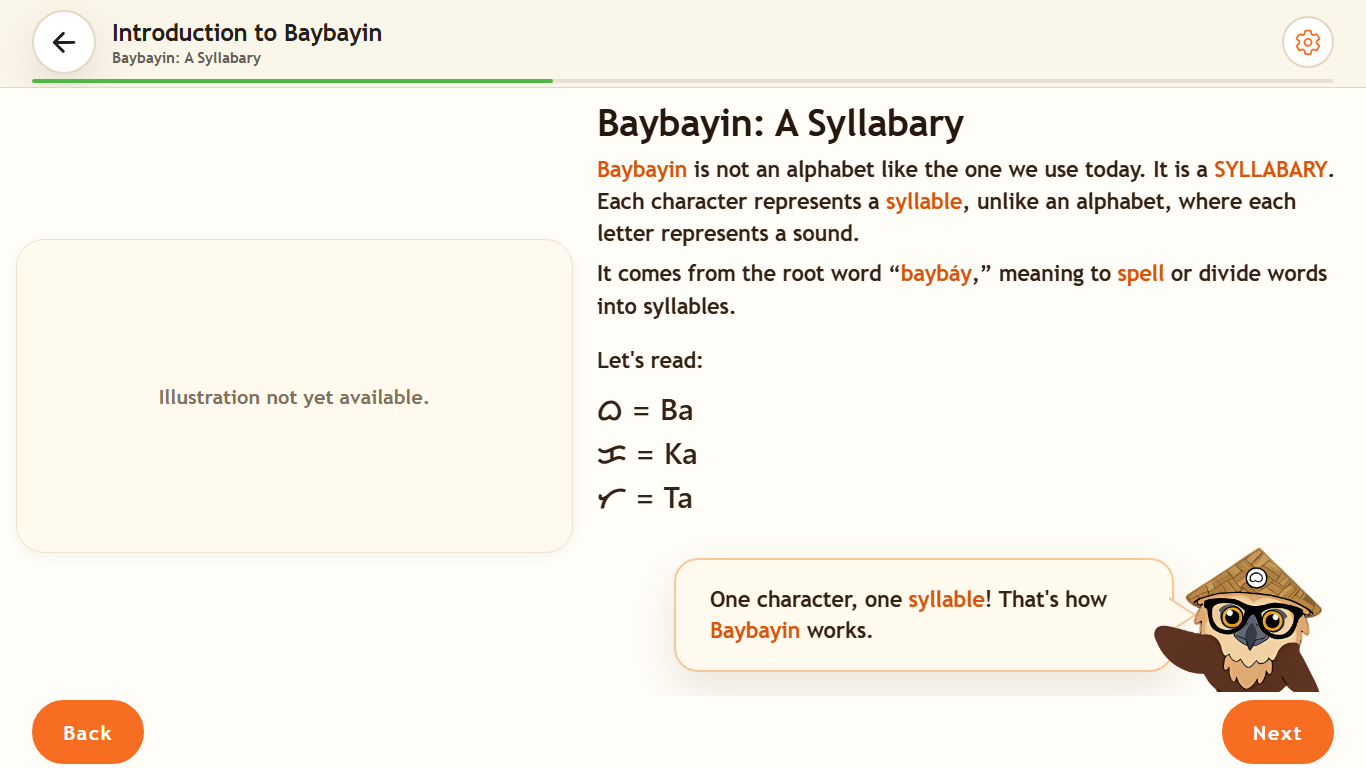 Introduction to Baybayin
Baybayin: A Syllabary
Baybayin: A Syllabary
Baybayin is not an alphabet like the one we use today. It is a SYLLABARY.
Each character represents a syllable, unlike an alphabet, where each
letter represents a sound.
It comes from the root word “baybáy,” meaning to spell or divide words
into syllables.
Illustration not yet available.
Let's read:
ᜊ = Ba
ᜃ = Ka
ᜆ = Ta
One character, one syllable! That's how
Baybayin works.
ᜊ
Back
Next